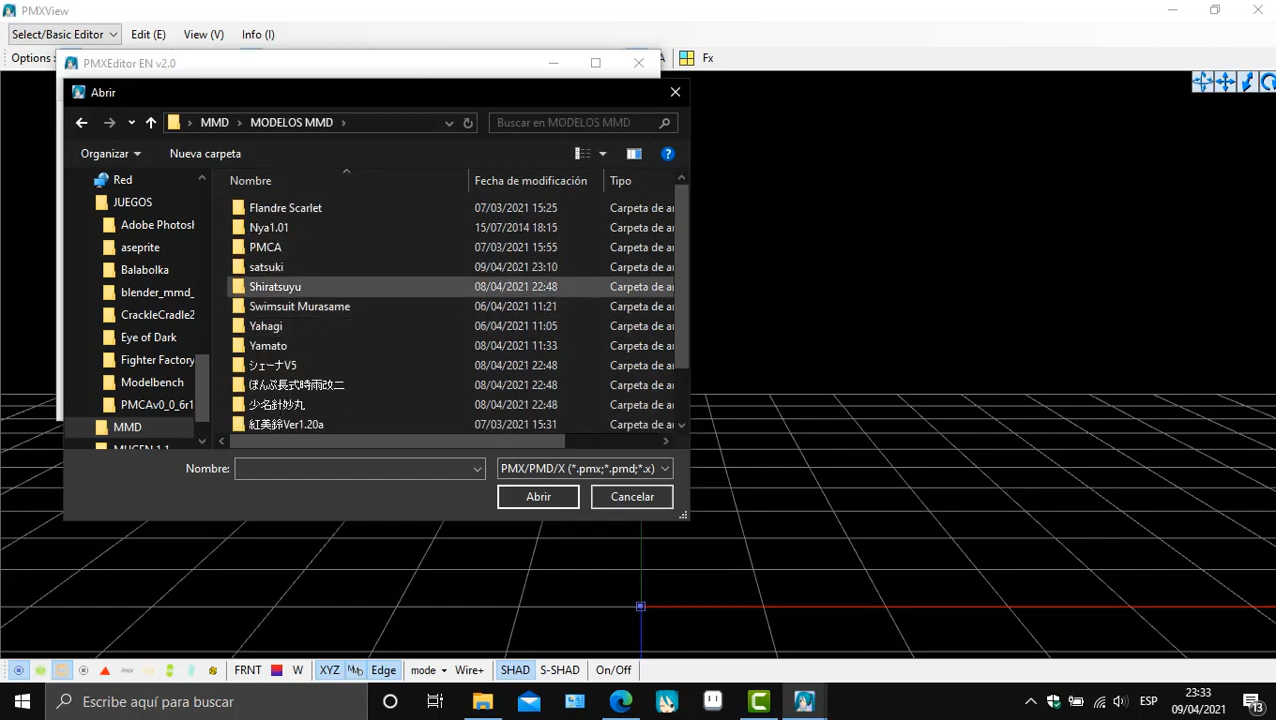 PMXView
Select/Basic Editor Edit (E) View (V) Info (I)
Options: A Fx
PMXEditor EN v2.0
Abrir
MMD MODELOS MMD Buscar en MODELOS MMD
Organizar Nueva carpeta
Red
JUEGOS
Adobe Photosl
aseprite
Balabolka
blender_mmd_
CrackleCradle2
Eye of Dark
Fighter Factory
Modelbench
PMCAv0_0_6r1
MMD
MUGEN 1.1
Nombre Fecha de modificación Tipo
Flandre Scarlet 07/03/2021 15:25 Carpeta de ar
Nya1.01 15/07/2014 18:15 Carpeta de ar
PMCA 07/03/2021 15:55 Carpeta de ar
satsuki 09/04/2021 23:10 Carpeta de ar
Shiratsuyu 08/04/2021 22:48 Carpeta de ar
Swimsuit Murasame 06/04/2021 11:21 Carpeta de ar
Yahagi 06/04/2021 11:05 Carpeta de ar
Yamato 08/04/2021 11:33 Carpeta de ar
シェーナV5 08/04/2021 22:48 Carpeta de ar
ぽんぷ長式時雨改二 08/04/2021 22:48 Carpeta de ar
少名針妙丸 08/04/2021 22:48 Carpeta de ar
紅美鈴Ver1.20a 07/03/2021 15:31 Carpeta de ar
Nombre: PMX/PMD/X (*.pmx;*.pmd;*.x)
Abrir Cancelar
FRNT W XYZ Edge mode Wire+ SHAD S-SHAD On/Off
Escribe aquí para buscar
ESP
23:33
09/04/2021
13